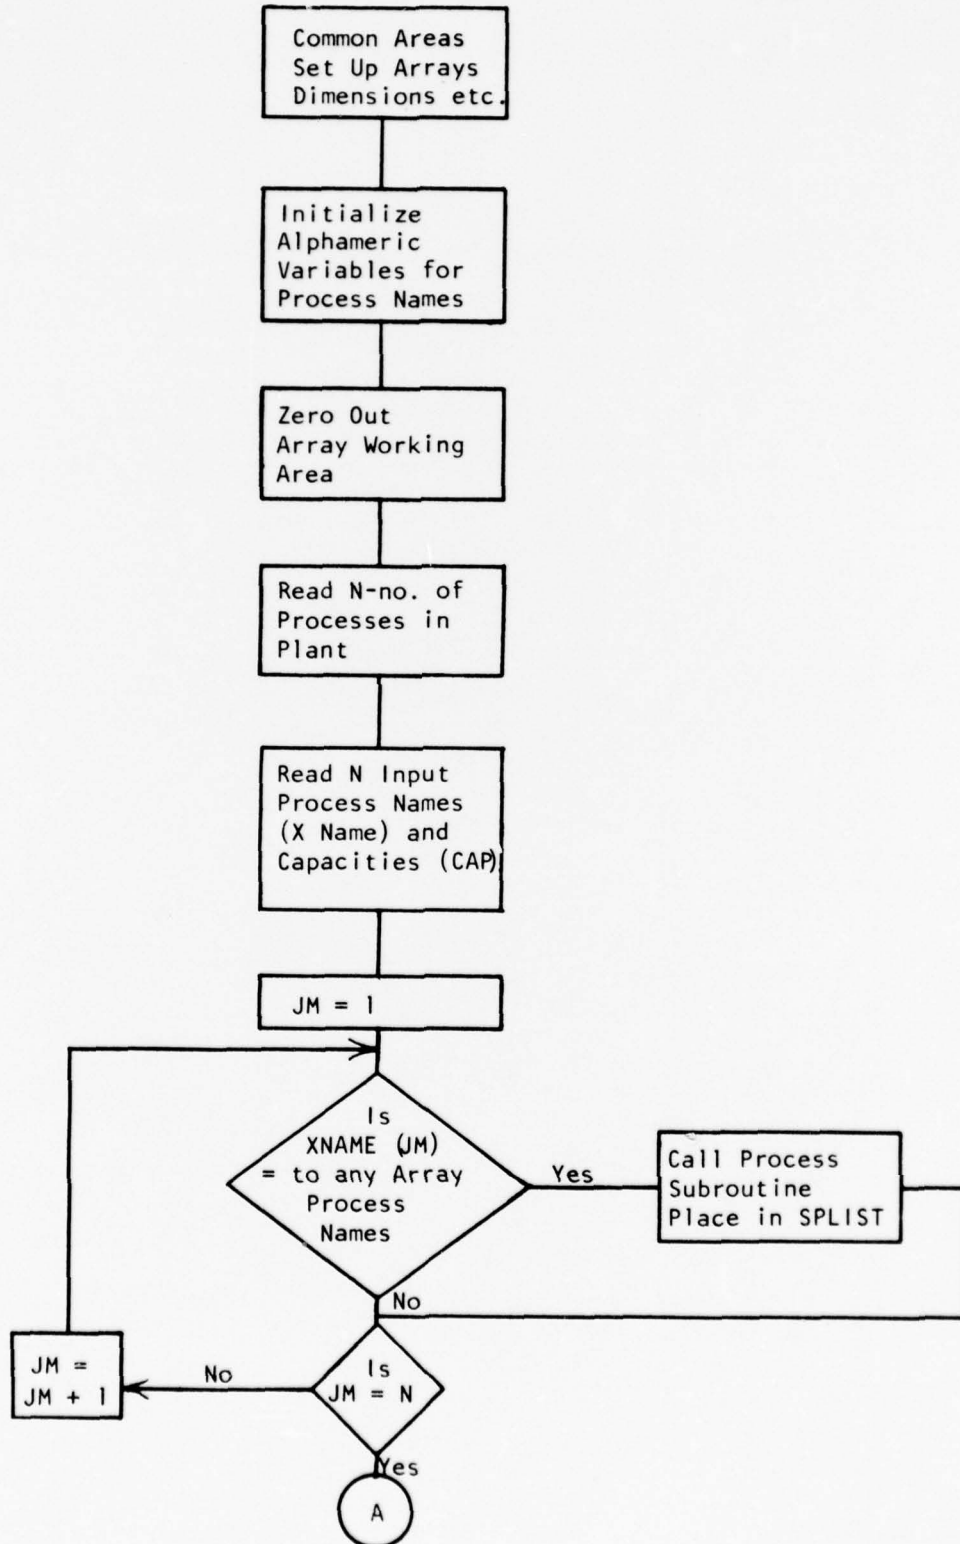 Common Areas
Set Up Arrays
Dimensions etc.
Initialize
Alphameric
Variables for
Process Names
Zero Out
Array Working
Area
Read N-no. of
Processes in
Plant
Read N Input
Process Names
(X Name) and
Capacities (CAP)
JM = 1
Is
XNAME (JM)
= to any Array
Process
Names
Yes
Call Process
Subroutine
Place in SPLIST
No
Is
JM = N
No
JM =
JM + 1
Yes
A